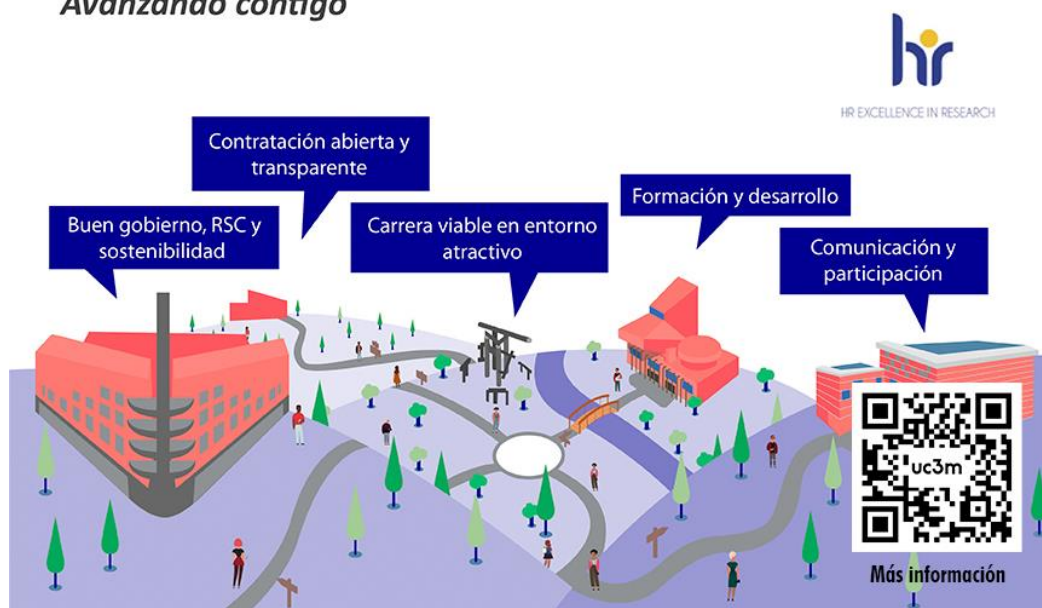 Avanzando contigo
hr
HR EXCELLENCE IN RESEARCH
Contratación abierta y
transparente
Buen gobierno, RSC y
sostenibilidad
Carrera viable en entorno
atractivo
Formación y desarrollo
Comunicación y
participación
uc3m
Más información